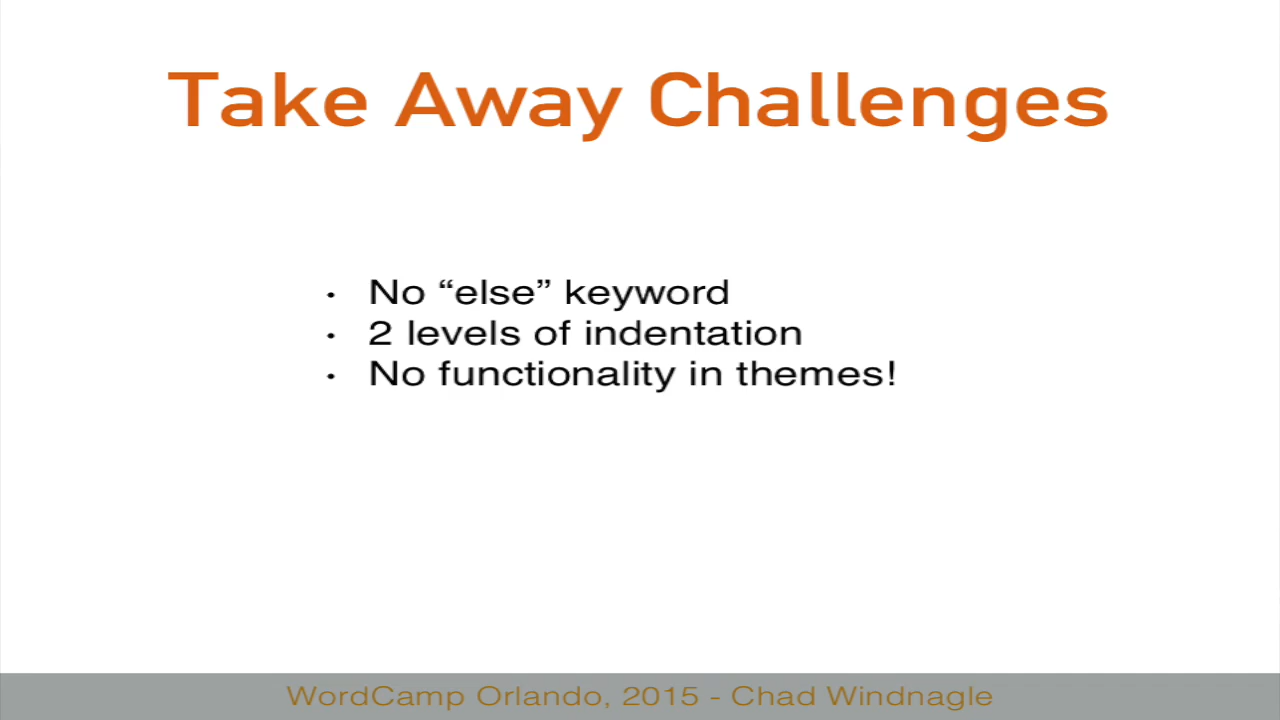 Take Away Challenges
• No “else” keyword
• 2 levels of indentation
• No functionality in themes!
WordCamp Orlando, 2015 - Chad Windnagle